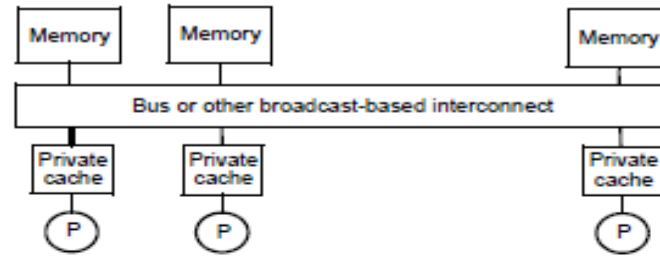 Memory
Memory
Memory
Bus or other broadcast-based interconnect
Private
cache
Private
cache
Private
cache
P
P
P